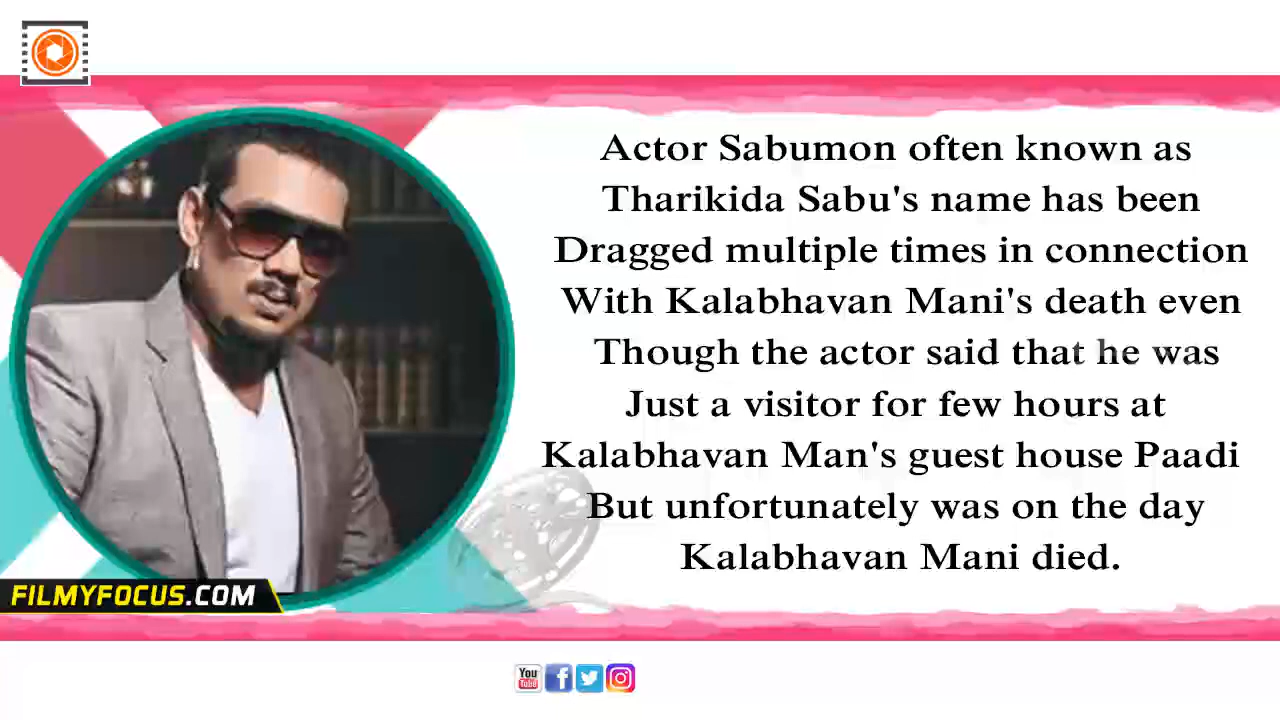 Actor Sabumon often known as
Tharikida Sabu's name has been
Dragged multiple times in connection
With Kalabhavan Mani's death even
Though the actor said that he was
Just a visitor for few hours at
Kalabhavan Man's guest house Paadi
But unfortunately was on the day
Kalabhavan Mani died.
FILMYFOCUS.COM
You
Tube